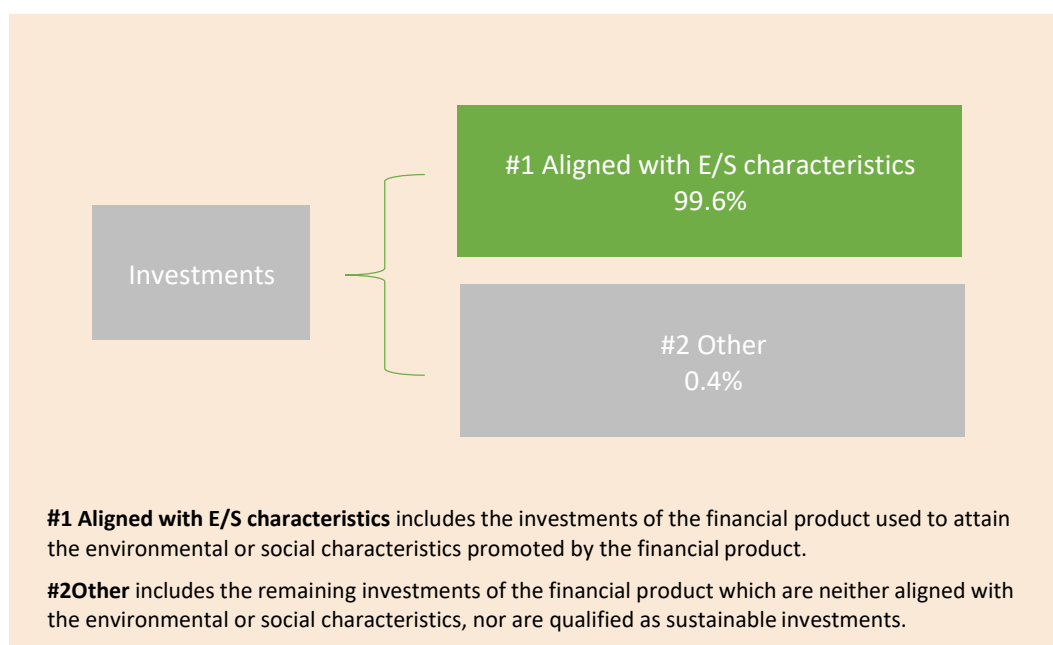 #1 Aligned with E/S characteristics
99.6%
Investments
#2 Other
0.4%
#1 Aligned with E/S characteristics includes the investments of the financial product used to attain
the environmental or social characteristics promoted by the financial product.
#2Other includes the remaining investments of the financial product which are neither aligned with
the environmental or social characteristics, nor are qualified as sustainable investments.